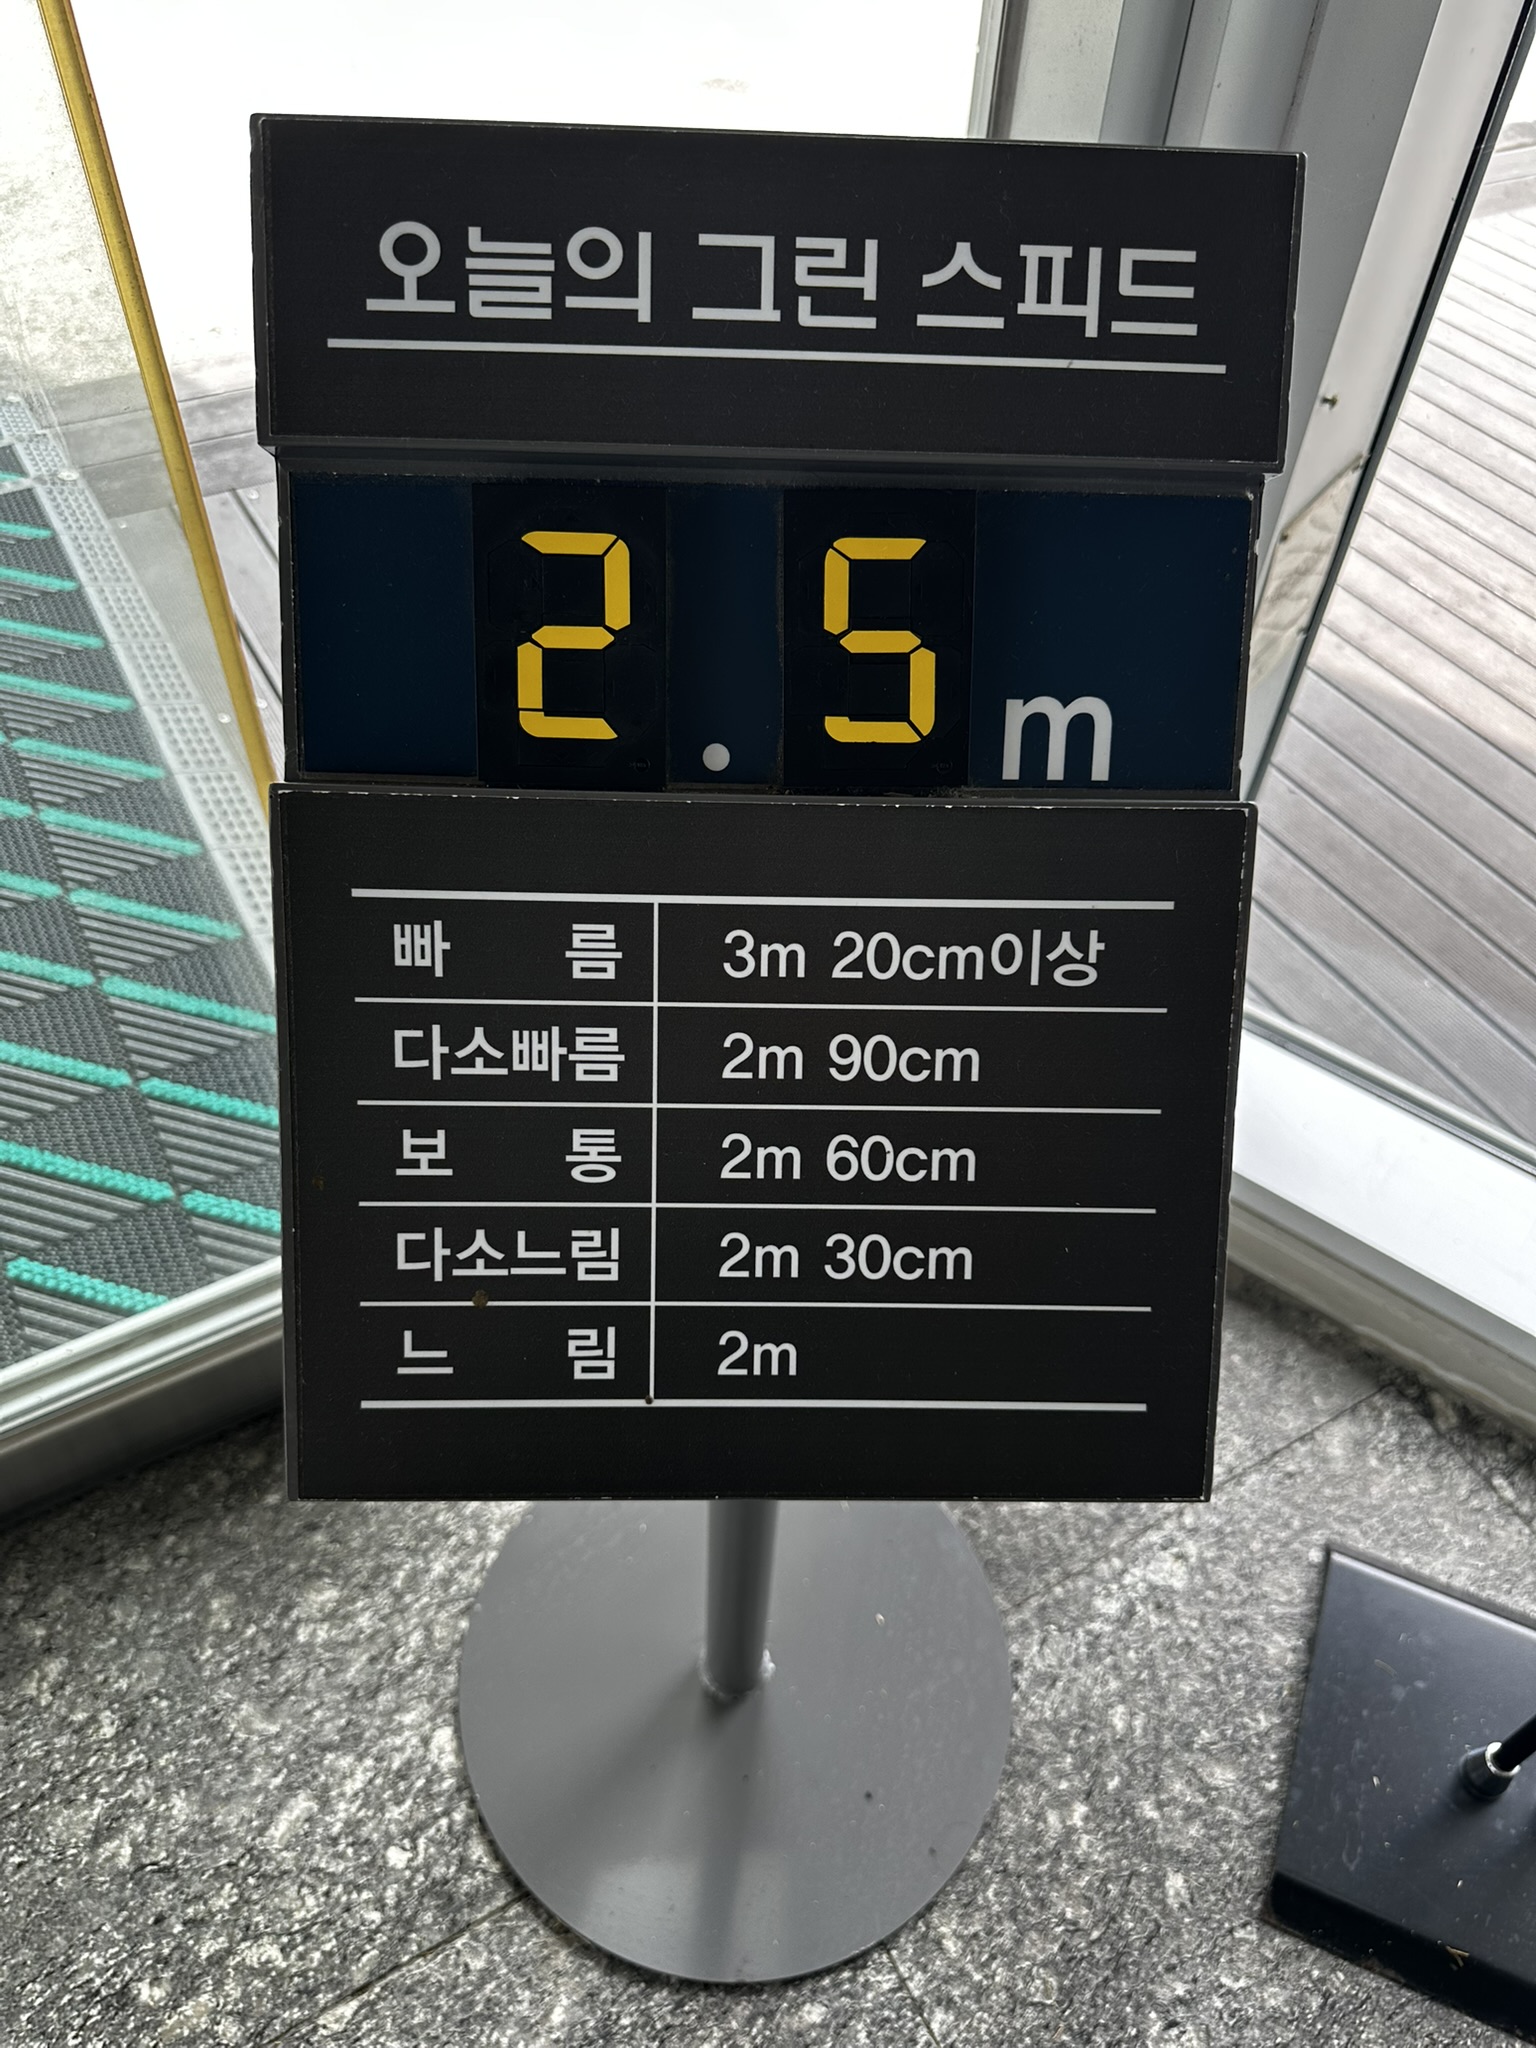 오늘의 그린 스피드
2.5m
빠 름 3m 20cm이상
다소빠름 2m 90cm
보 통 2m 60cm
다소느림 2m 30cm
느 림 2m